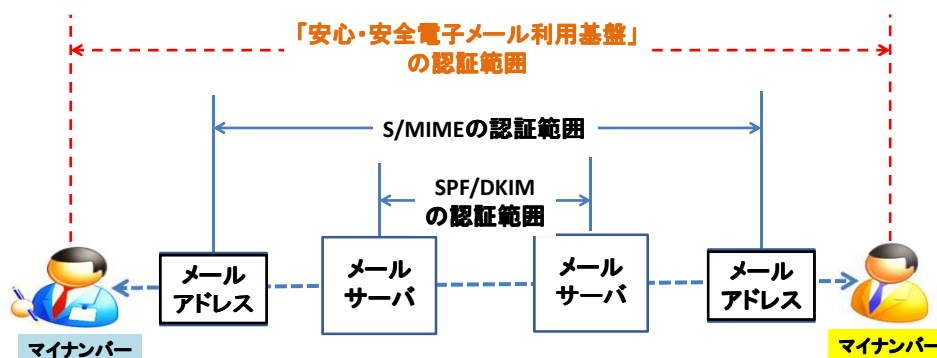 「安心・安全電子メール利用基盤」
の認証範囲
S/MIMEの認証範囲
SPF/DKIM
の認証範囲
メール
アドレス
メール
サーバ
メール
サーバ
メール
アドレス
マイナンバー
マイナンバー